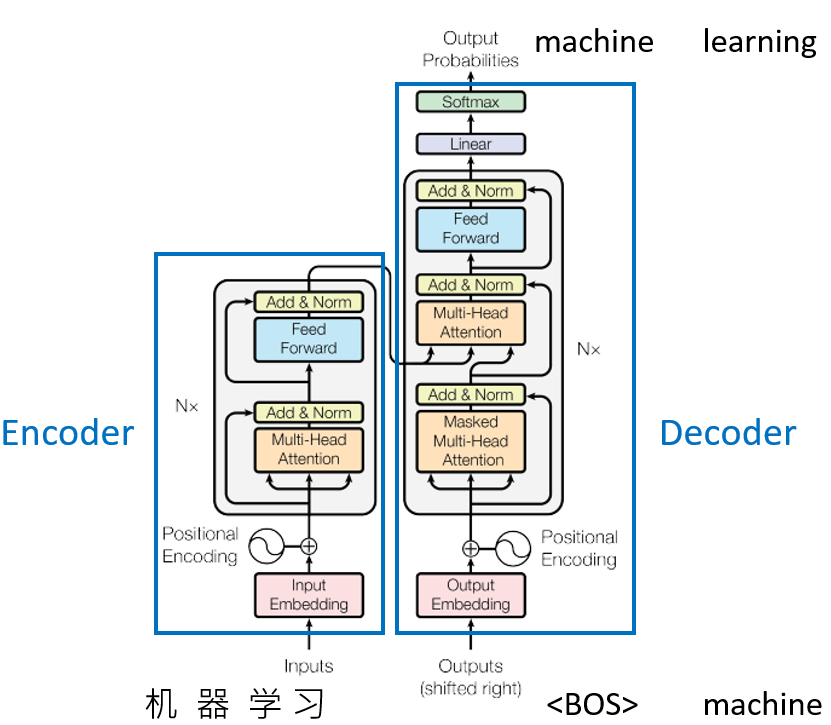 Output
Probabilities
machine learning
Softmax
Linear
Add & Norm
Feed
Forward
Add & Norm
Multi-Head
Attention
Nx
Add & Norm
Masked
Multi-Head
Attention
Decoder
Positional
Encoding
Output
Embedding
Outputs
(shifted right)
<BOS> machine
Add & Norm
Feed
Forward
Nx
Add & Norm
Multi-Head
Attention
Encoder
Positional
Encoding
Input
Embedding
Inputs
机 器 学 习